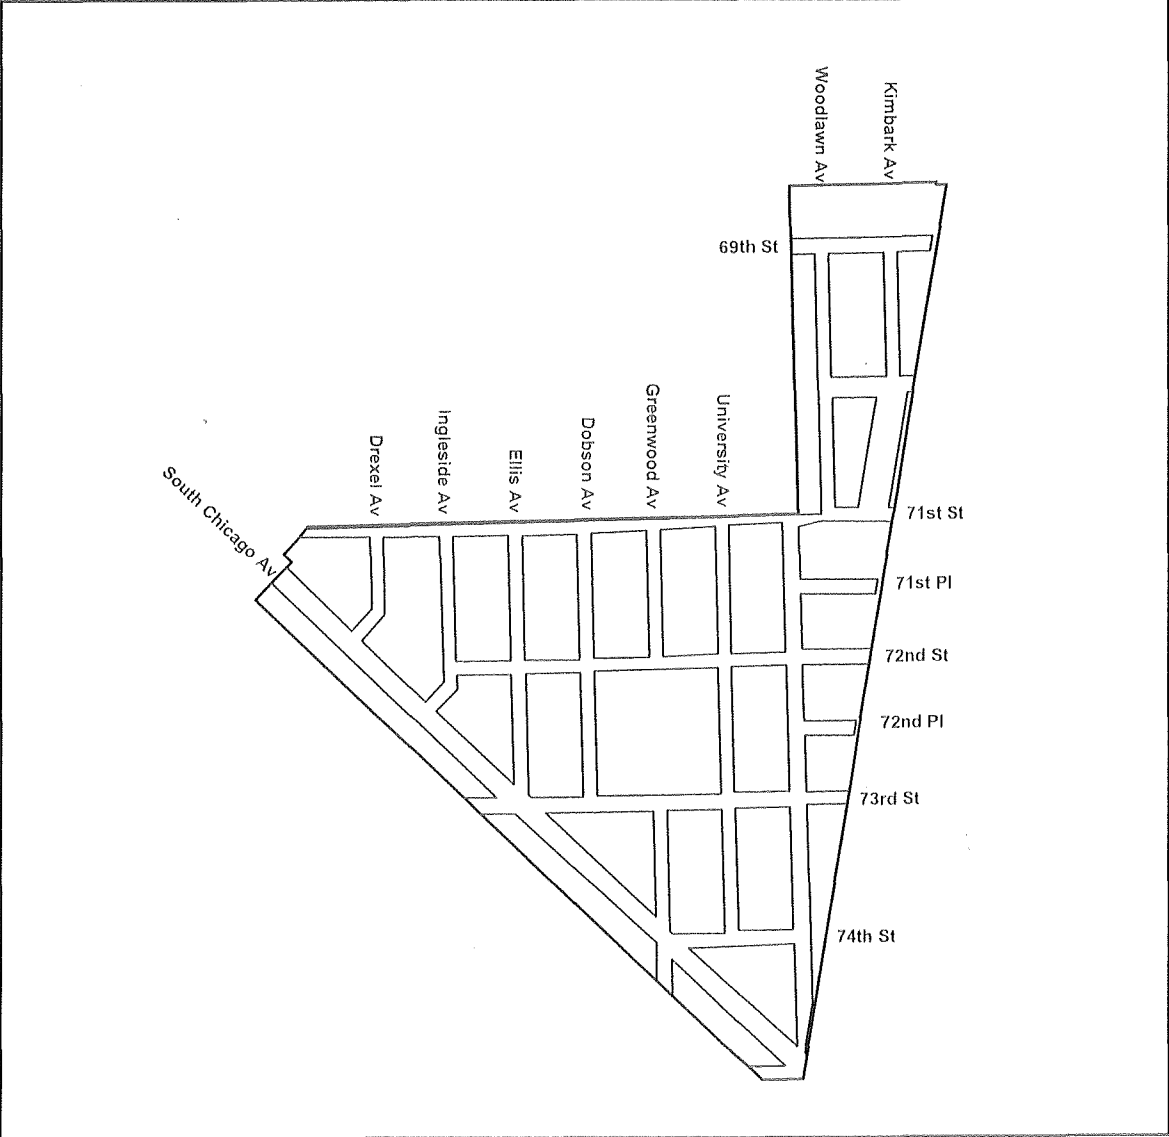 Woodlawn Av
Kimbark Av
69th St
Greenwood Av
University Av
Dobson Av
Ingleside Av
Drexel Av
Ellis Av
South Chicago Av
71st St
71st Pl
72nd St
72nd Pl
73rd St
74th St